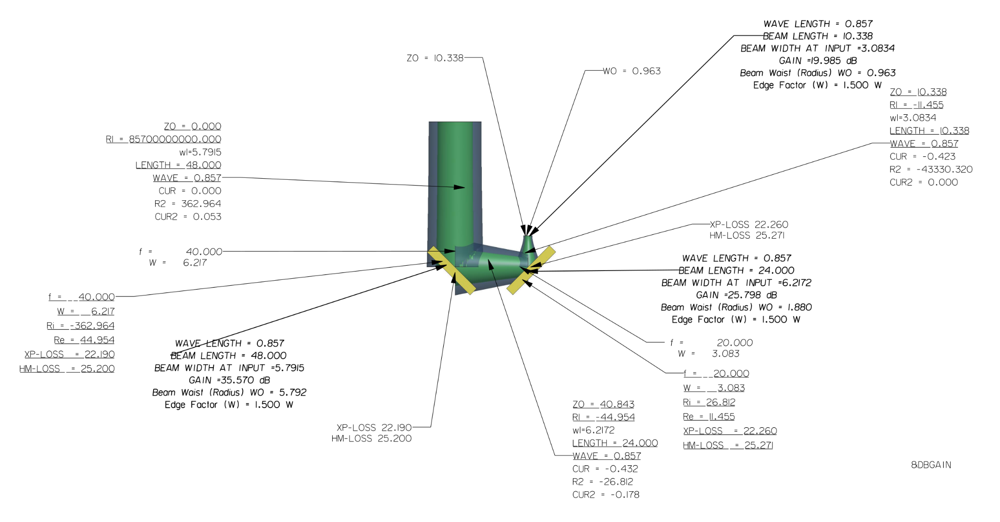 WAVE LENGTH = 0.857
BEAM LENGTH = 10.338
BEAM WIDTH AT INPUT =3.0834
GAIN =19.985 dB
Beam Waist (Radius) WO = 0.963
Edge Factor (W) = 1.500 W
ZO = 10.338
WO = 0.963
ZO = 10.338
RI = -11.455
wl=3.0834
LENGTH = 10.338
WAVE = 0.857
CUR = -0.423
R2 = -43330.320
CUR2 = 0.000
ZO = 0.000
RI = 85700000000.000
wl=5.7915
LENGTH = 48.000
WAVE = 0.857
CUR = 0.000
R2 = 362.964
CUR2 = 0.053
XP-LOSS 22.260
HM-LOSS 25.271
f = 40.000
W = 6.217
WAVE LENGTH = 0.857
BEAM LENGTH = 24.000
BEAM WIDTH AT INPUT =6.2172
GAIN =25.798 dB
Beam Waist (Radius) WO = 1.880
Edge Factor (W) = 1.500 W
f = __40.000
W = __6.217
Ri = -362.964
Re = 44.954
XP-LOSS = 22.190
HM-LOSS = 25.200
WAVE LENGTH = 0.857
BEAM LENGTH = 48.000
BEAM WIDTH AT INPUT =5.7915
GAIN =35.570 dB
Beam Waist (Radius) WO = 5.792
Edge Factor (W) = 1.500 W
f = 20.000
W = 3.083
f = __20.000
W = __3.083
Ri = 26.812
Re = 11.455
XP-LOSS = 22.260
HM-LOSS = 25.271
XP-LOSS 22.190
HM-LOSS 25.200
ZO = 40.843
RI = -44.954
wl=6.2172
LENGTH = 24.000
WAVE = 0.857
CUR = -0.432
R2 = -26.812
CUR2 = -0.178
&DBGAIN